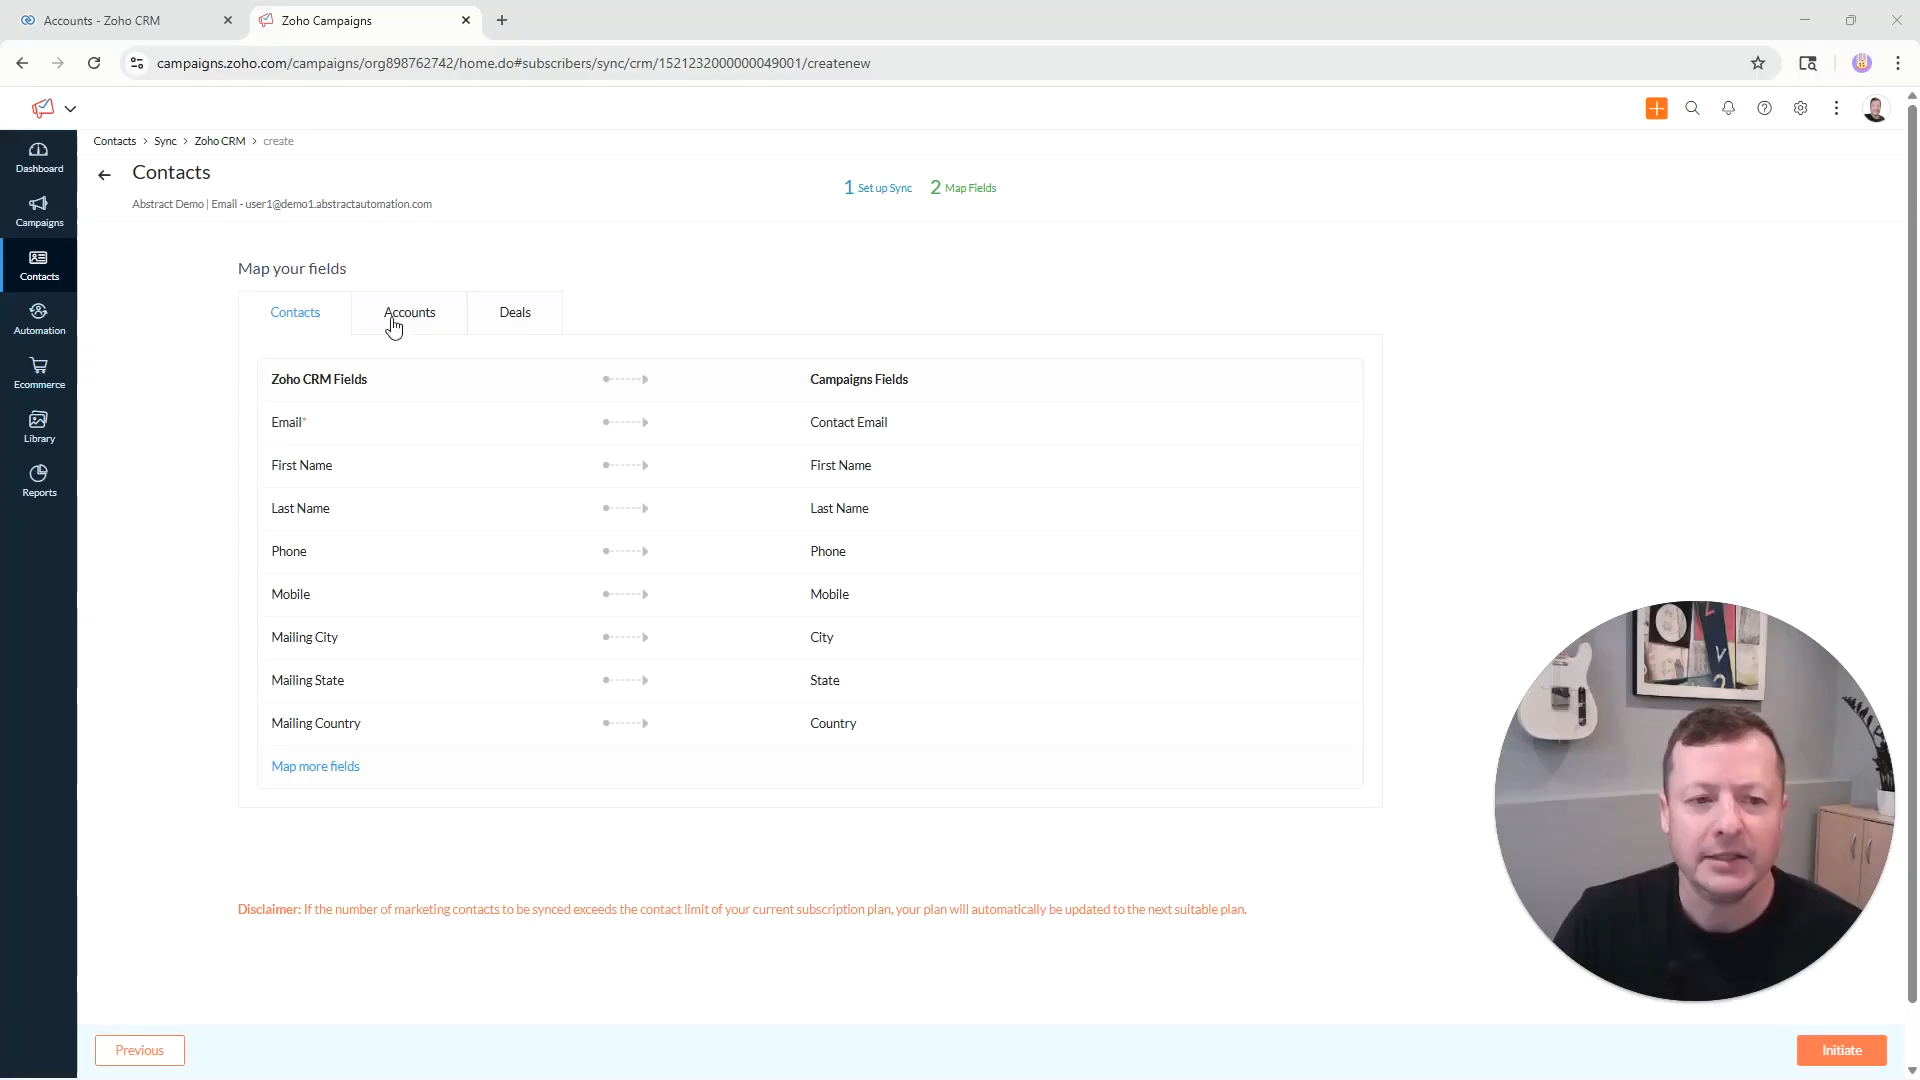 Accounts - Zoho CRM
Zoho Campaigns
campaigns.zoho.com/campaigns/org898762742/home.do#subscribers/sync/crm/1521232000000049001/createnew
Contacts > Sync > Zoho CRM > create
Contacts
Abstract Demo | Email - user1@demo1.abstractautomation.com
1 Set up Sync 2 Map Fields
Dashboard
Campaigns
Contacts
Automation
Ecommerce
Library
Reports
Map your fields
Contacts Accounts Deals
Zoho CRM Fields Campaigns Fields
Email* Contact Email
First Name First Name
Last Name Last Name
Phone Phone
Mobile Mobile
Mailing City City
Mailing State State
Mailing Country Country
Map more fields
Disclaimer: If the number of marketing contacts to be synced exceeds the contact limit of your current subscription plan, your plan will automatically be updated to the next suitable plan.
Previous
Initiate